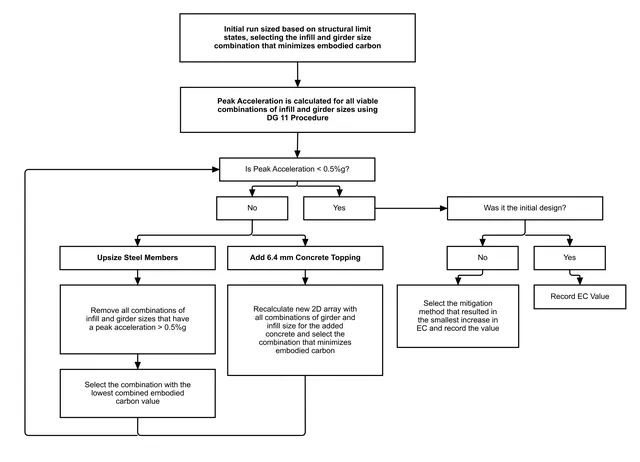 Initial run sized based on structural limit
states, selecting the infill and girder size
combination that minimizes embodied carbon
Peak Acceleration is calculated for all viable
combinations of infill and girder sizes using
DG 11 Procedure
Is Peak Acceleration < 0.5%g?
No
Yes
Was it the initial design?
Upsize Steel Members
Add 6.4 mm Concrete Topping
No
Yes
Remove all combinations of
infill and girder sizes that have
a peak acceleration > 0.5%g
Recalculate new 2D array with
all combinations of girder and
infill size for the added
concrete and select the
combination that minimizes
embodied carbon
Select the mitigation
method that resulted in
the smallest increase in
EC and record the value
Record EC Value
Select the combination with the
lowest combined embodied
carbon value